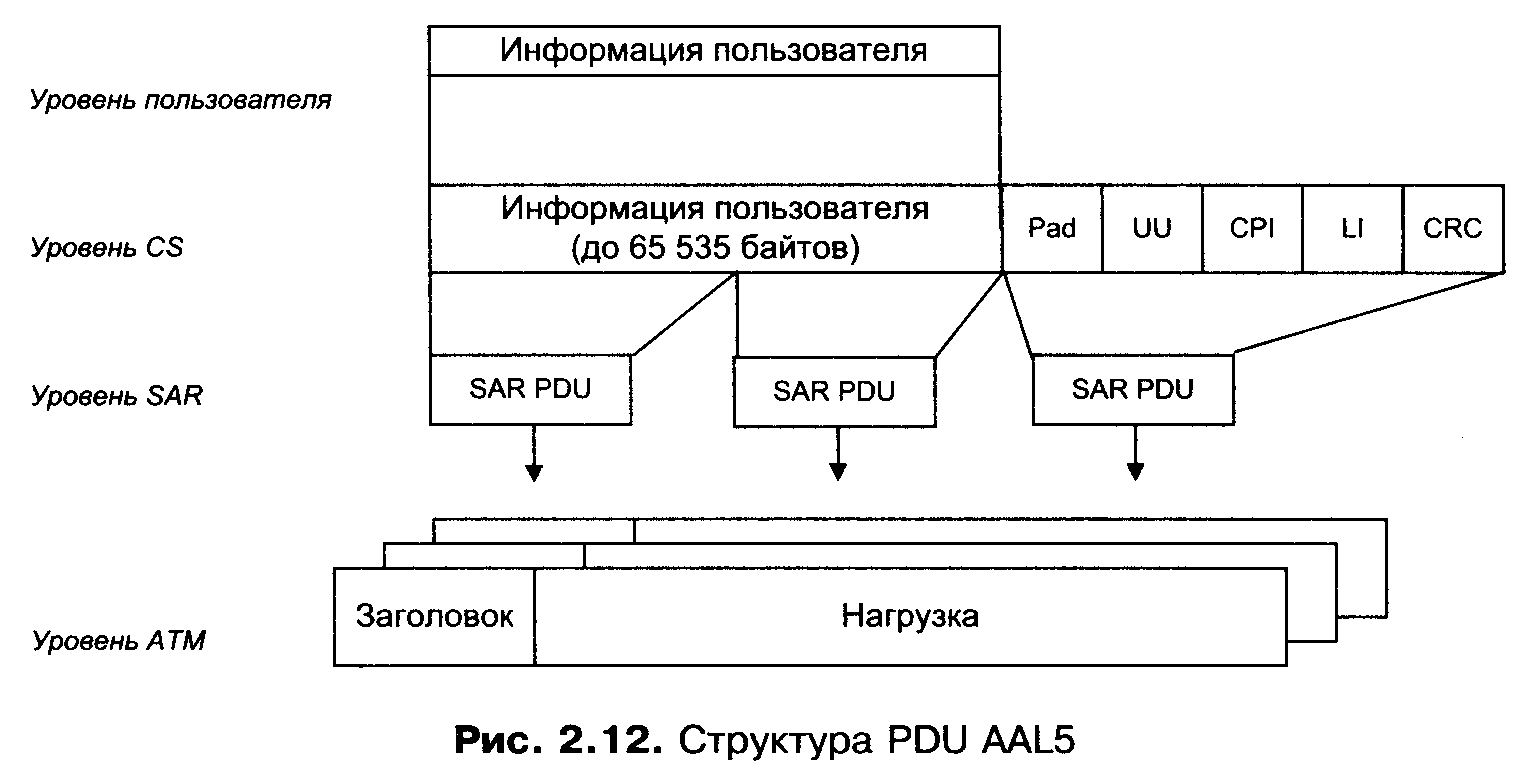 Информация пользователя
Уровень пользователя
Информация пользователя
(до 65 535 байтов)
Pad
UU
CPI
LI
CRC
Уровень CS
Уровень SAR
SAR PDU
SAR PDU
SAR PDU
Заголовок
Нагрузка
Уровень ATM
Рис. 2.12. Структура PDU AAL5